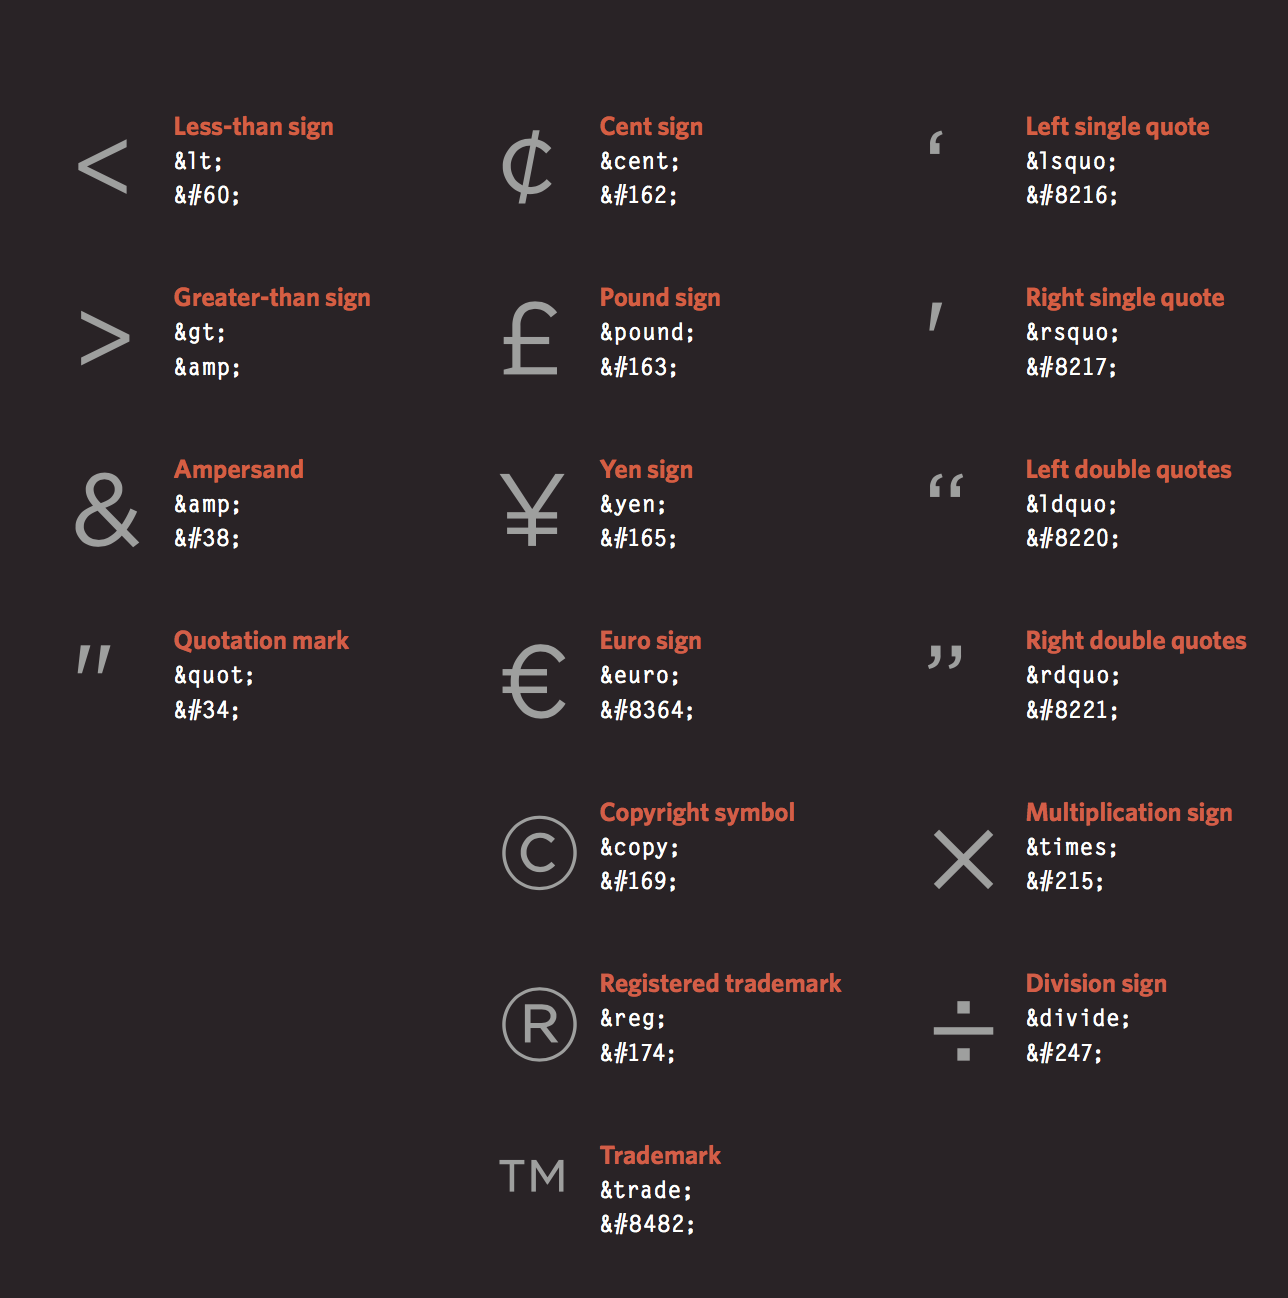 <
Less-than sign
&lt;
&#60;
>
Greater-than sign
&gt;
&amp;
&
Ampersand
&amp;
&#38;
"
Quotation mark
&quot;
&#34;
¢
Cent sign
&cent;
&#162;
£
Pound sign
&pound;
&#163;
¥
Yen sign
&yen;
&#165;
€
Euro sign
&euro;
&#8364;
©
Copyright symbol
&copy;
&#169;
®
Registered trademark
&reg;
&#174;
™
Trademark
&trade;
&#8482;
‘
Left single quote
&lsquo;
&#8216;
'
Right single quote
&rsquo;
&#8217;
“
Left double quotes
&ldquo;
&#8220;
”
Right double quotes
&rdquo;
&#8221;
×
Multiplication sign
&times;
&#215;
÷
Division sign
&divide;
&#247;